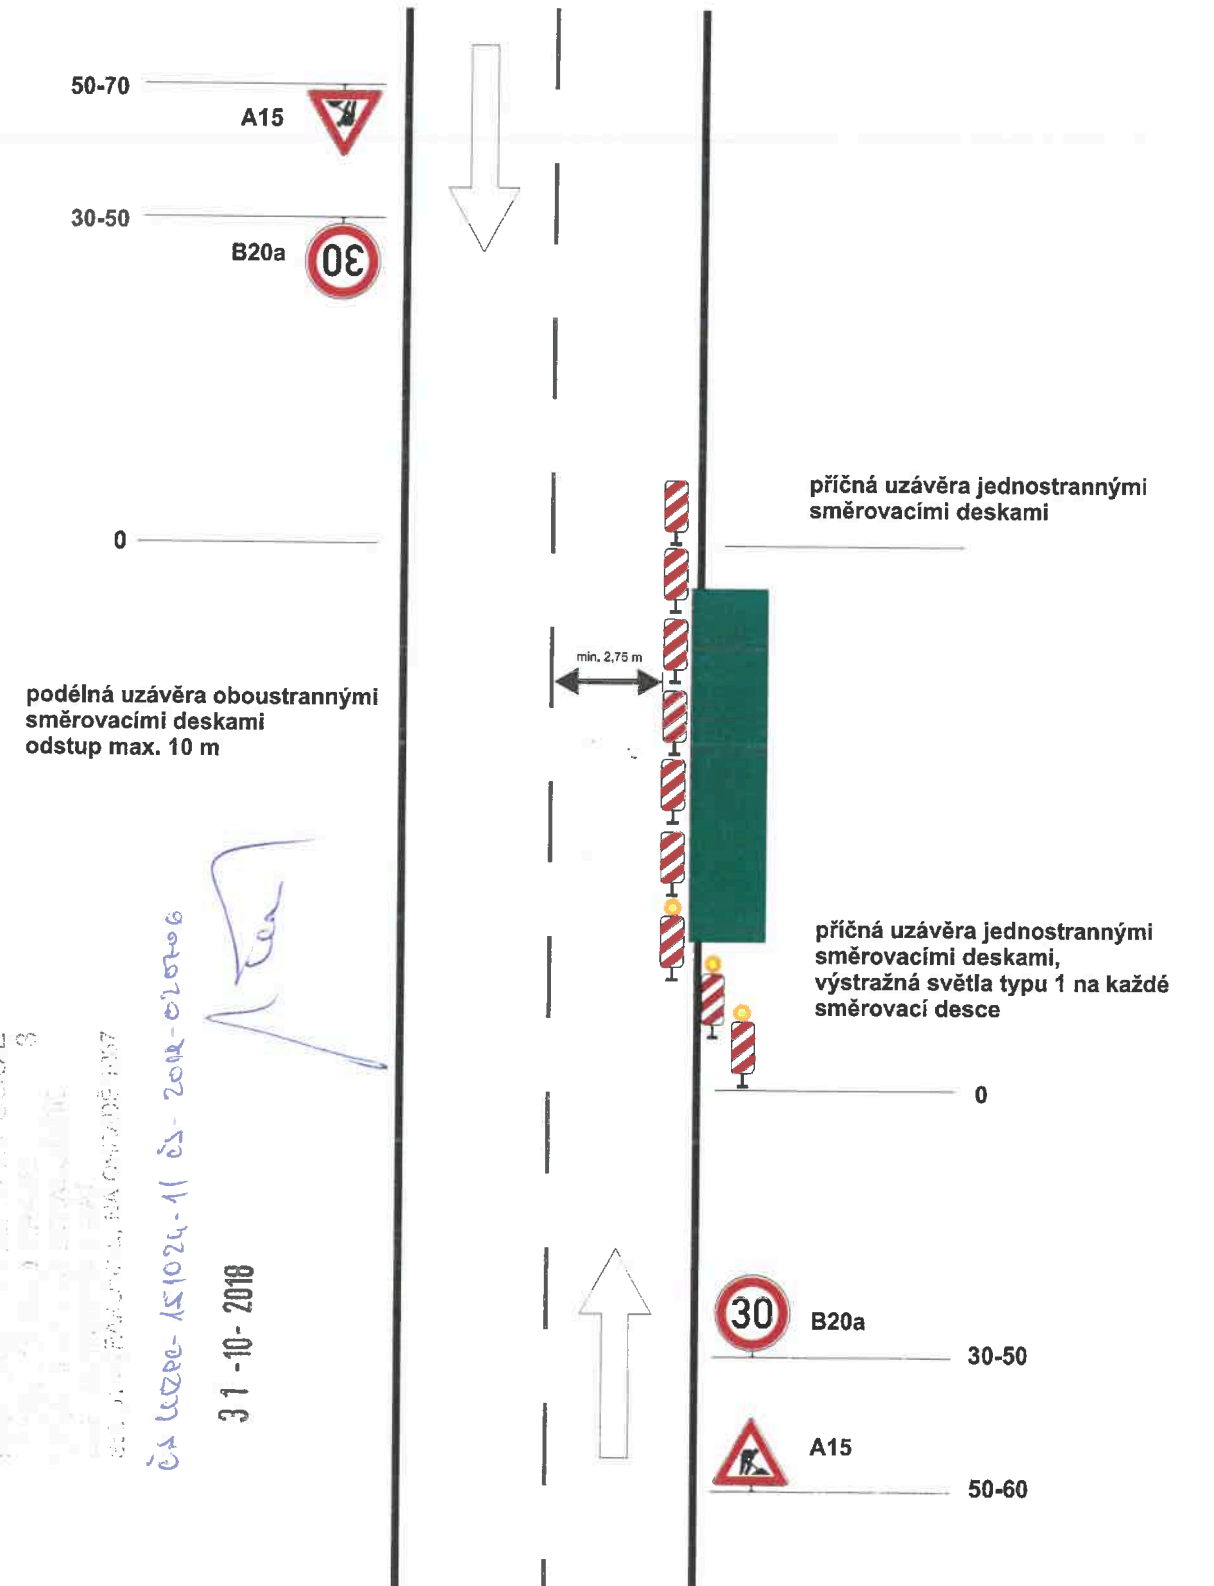 50-70
A15
30-50
B20a
30
příčná uzávěra jednostrannými
směrovacími deskami
0
min. 2,75 m
podélná uzávěra oboustrannými
směrovacími deskami
odstup max. 10 m
příčná uzávěra jednostrannými
směrovacími deskami,
výstražná světla typu 1 na každé
směrovací desce
0
31-10-2018
30
B20a
30-50
A15
50-60